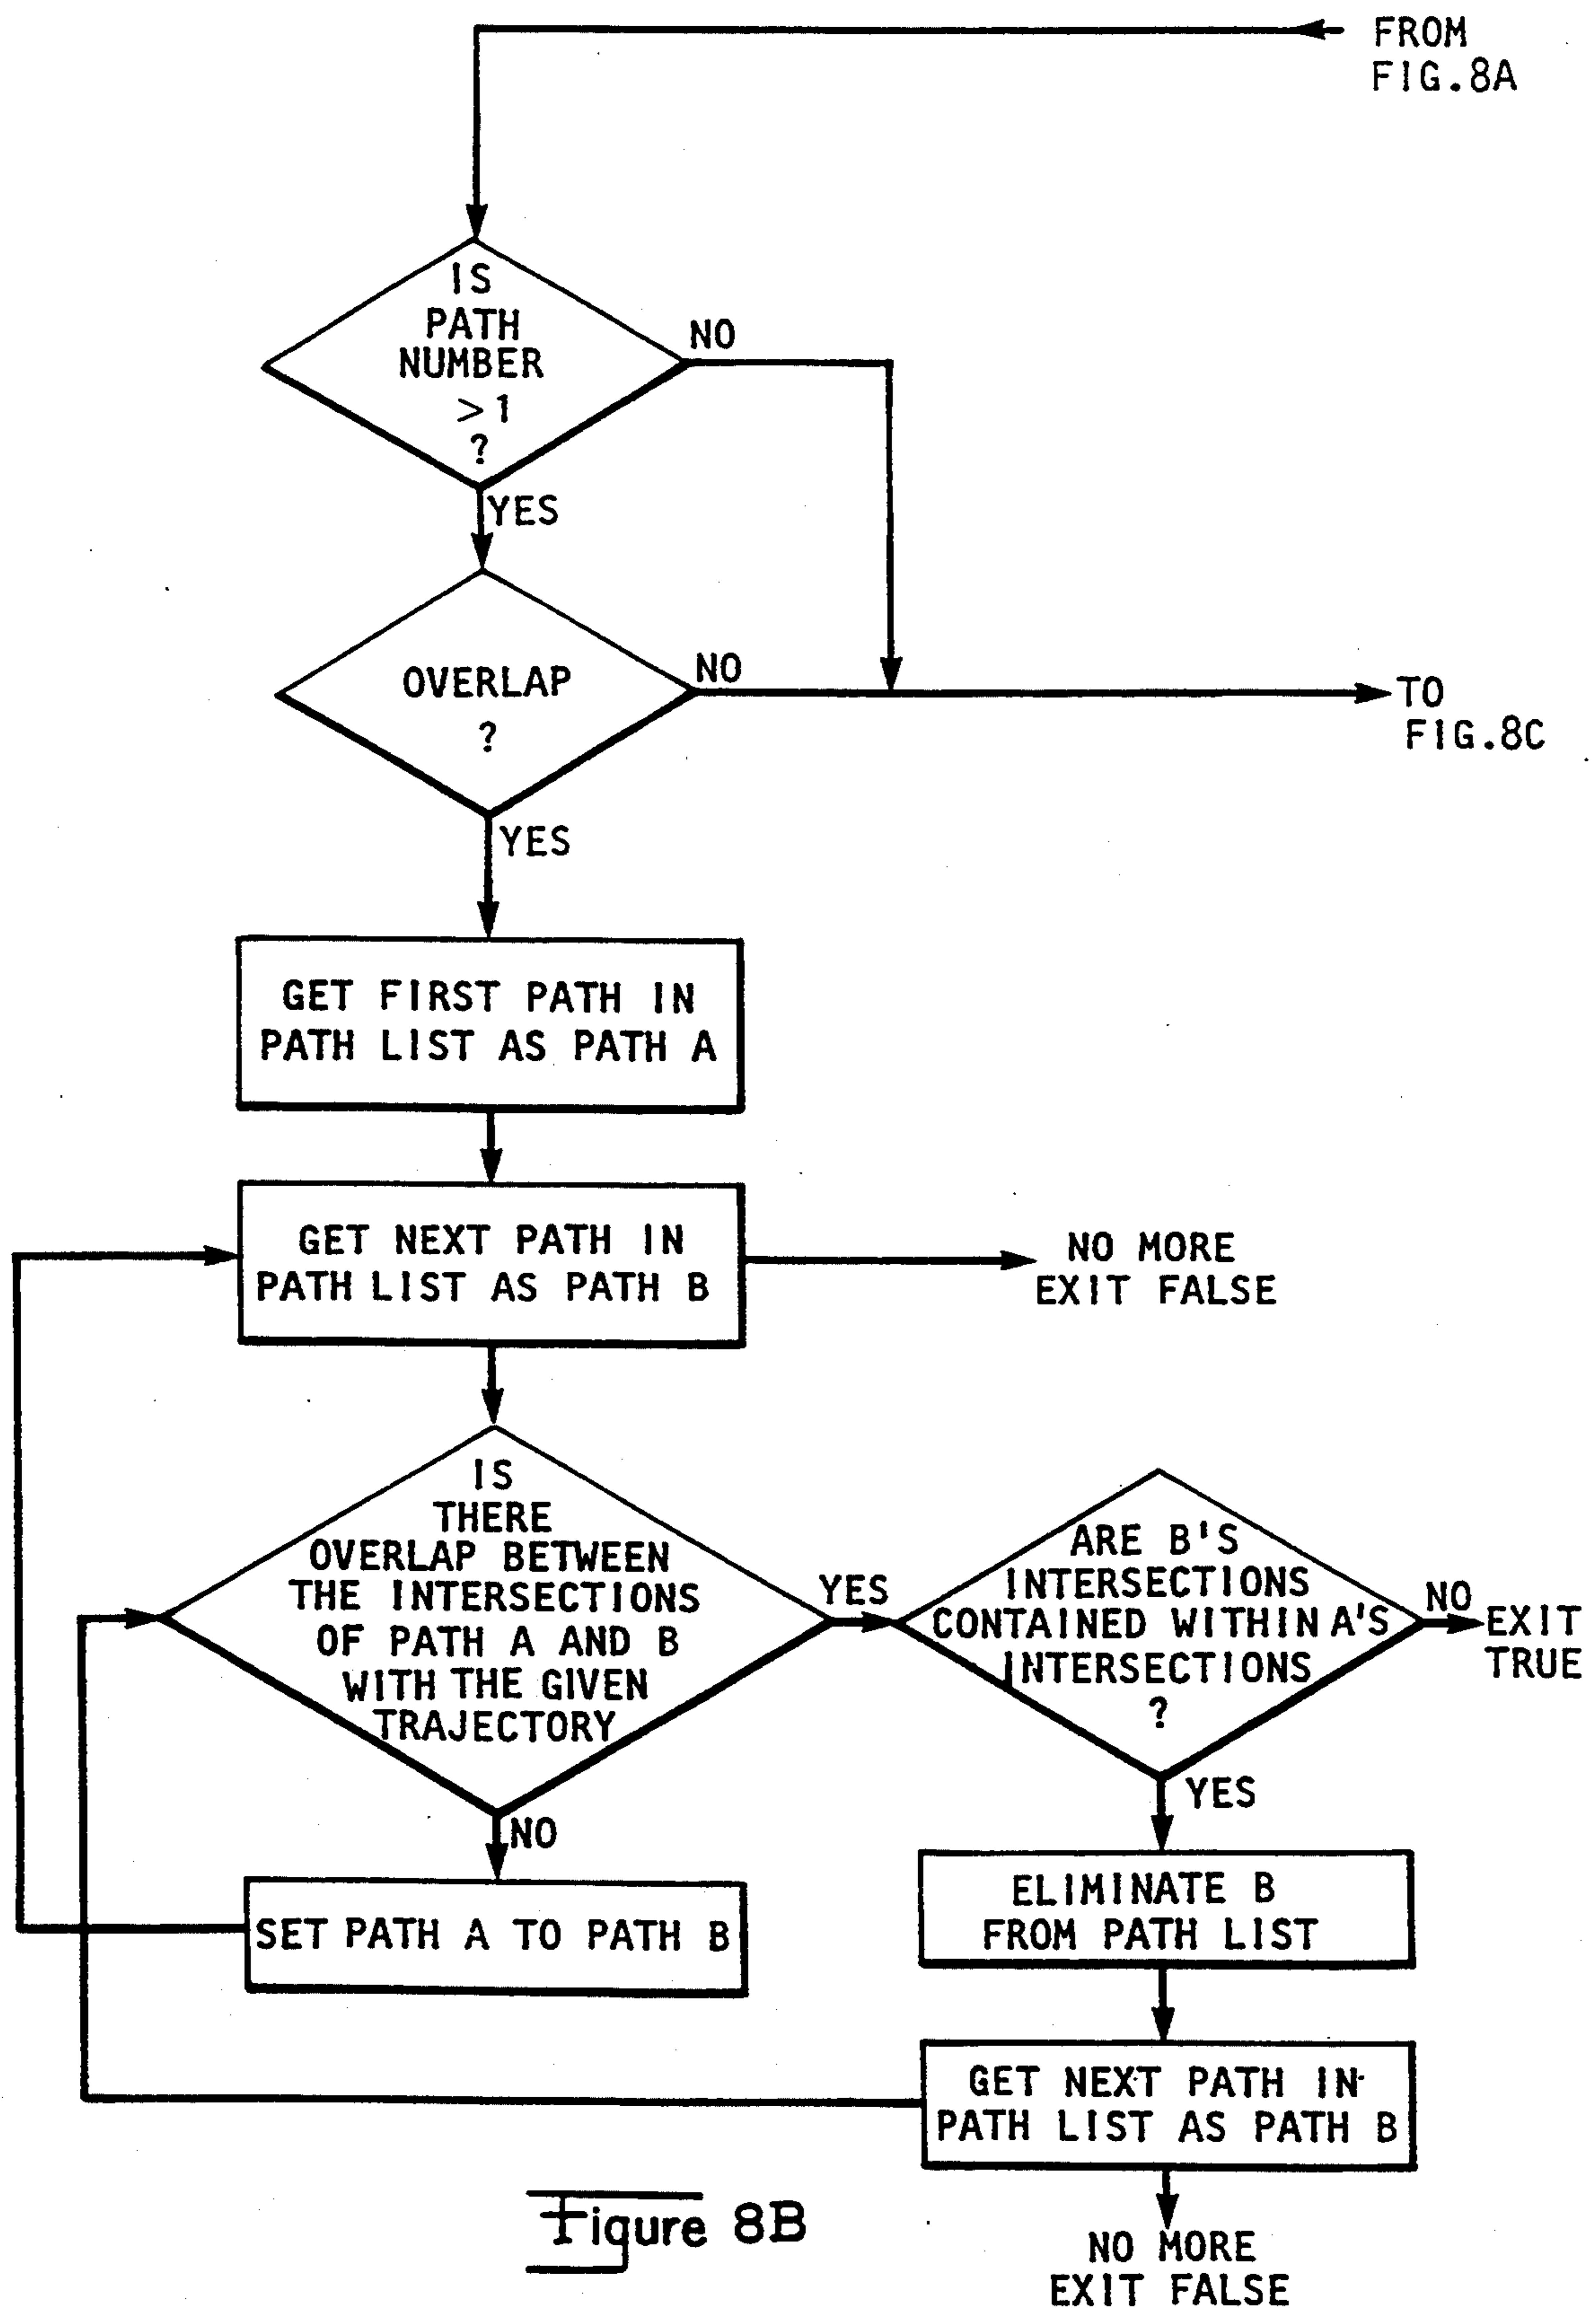 FROM
FIG.8A
IS
PATH
NUMBER
>1
?
NO
YES
OVERLAP
?
NO
TO
FIG.8C
YES
GET FIRST PATH IN
PATH LIST AS PATH A
GET NEXT PATH IN
PATH LIST AS PATH B
NO MORE
EXIT FALSE
IS
THERE
OVERLAP BETWEEN
THE INTERSECTIONS
OF PATH A AND B
WITH THE GIVEN
TRAJECTORY
YES
ARE B'S
INTERSECTIONS
CONTAINED WITHIN A'S
INTERSECTIONS
?
NO
EXIT
TRUE
YES
NO
SET PATH A TO PATH B
ELIMINATE B
FROM PATH LIST
GET NEXT PATH IN
PATH LIST AS PATH B
NO MORE
EXIT FALSE
Figure 8B